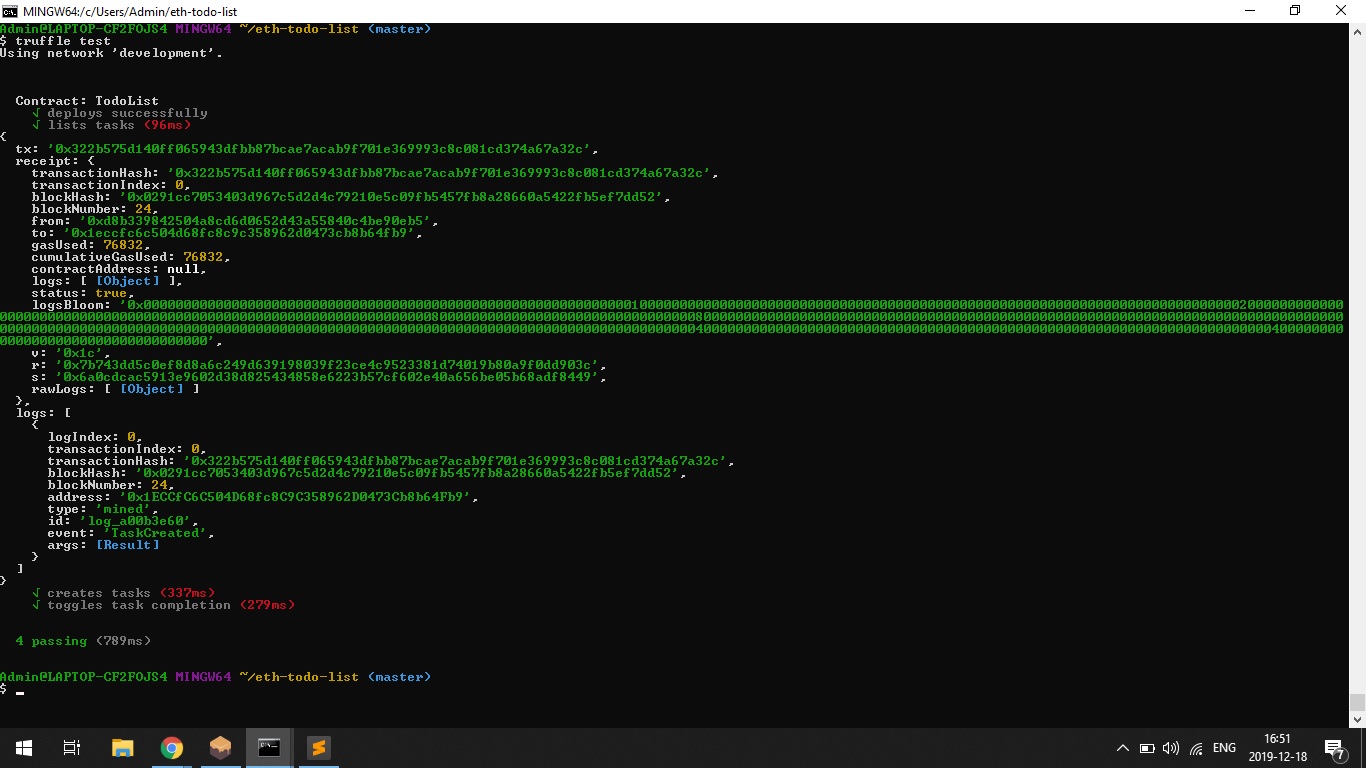 MINGW64:/c/Users/Admin/eth-todo-list
Admin@LAPTOP-CF2FOJS4 MINGW64 ~/eth-todo-list (master)
$ truffle test
Using network 'development'.
Contract: TodoList
√ deploys successfully
√ lists tasks (96ms)
{
tx: '0x322b575d140ff065943dfbb87bcae7acab9f701e369993c8c081cd374a67a32c',
receipt: {
transactionHash: '0x322b575d140ff065943dfbb87bcae7acab9f701e369993c8c081cd374a67a32c',
transactionIndex: 0,
blockHash: '0x0291cc7053403d967c5d2d4c79210e5c09fb5457fb8a28660a5422fb5ef7dd52',
blockNumber: 24,
from: '0xd8b339842504a8cd6d0652d43a55840c4be90eb5',
to: '0x1eccfc6c504d68fc8c9c358962d0473cb8b64fb9',
gasUsed: 76832,
cumulativeGasUsed: 76832,
contractAddress: null,
logs: [ [Object] ],
status: true,
logsBloom:
v: '0x1c',
r: '0x7b743dd5c0ef8d8a6c249d639198039f23ce4c9523381d74019b80a9f0dd903c',
s: '0x6a0cdcac5913e9602d38d825434858e6223b57cf602e40a656be05b68adf8449',
rawLogs: [ [Object] ]
},
logs: [
{
logIndex: 0,
transactionIndex: 0,
transactionHash: '0x322b575d140ff065943dfbb87bcae7acab9f701e369993c8c081cd374a67a32c',
blockHash: '0x0291cc7053403d967c5d2d4c79210e5c09fb5457fb8a28660a5422fb5ef7dd52',
blockNumber: 24,
address: '0x1ECCfC6C504D68fc8C9C358962D0473Cb8b64Fb9',
type: 'mined',
id: 'log_a00b3e60',
event: 'TaskCreated',
args: [Result]
}
]
}
√ creates tasks (337ms)
√ toggles task completion (279ms)
4 passing (789ms)
Admin@LAPTOP-CF2FOJS4 MINGW64 ~/eth-todo-list (master)
$
ENG
16:51
2019-12-18
7